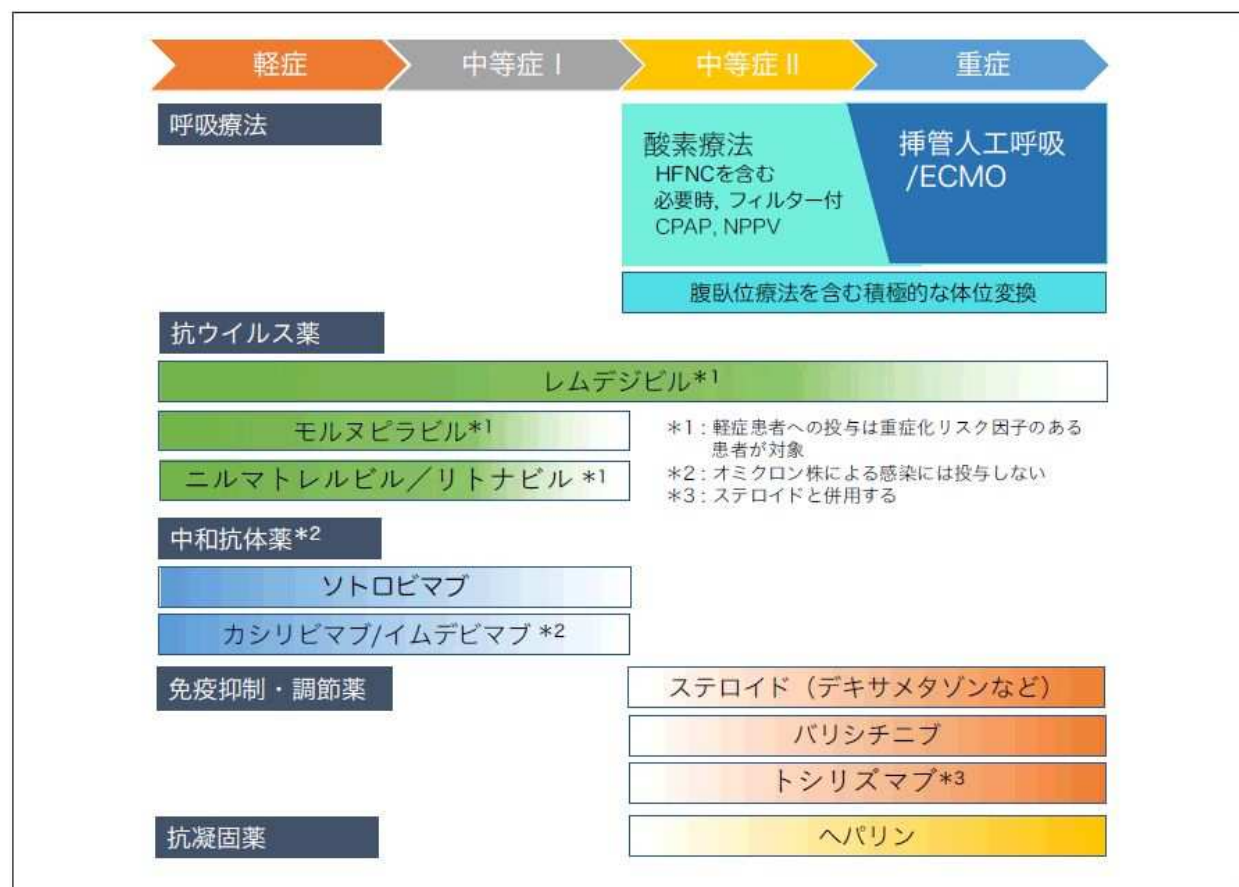 軽症
中等症Ⅰ
中等症Ⅱ
重症
呼吸療法
酸素療法
HFNCを含む
必要時, フィルター付
CPAP, NPPV
挿管人工呼吸
/ECMO
腹臥位療法を含む積極的な体位変換
抗ウイルス薬
レムデジビル*1
モルヌピラビル*1
ニルマトレルビル／リトナビル *1
*1：軽症患者への投与は重症化リスク因子のある
患者が対象
*2：オミクロン株による感染には投与しない
*3：ステロイドと併用する
中和抗体薬*2
ソトロビマブ
カシリビマブ/イムデビマブ *2
免疫抑制・調節薬
ステロイド（デキサメタゾンなど）
バリシチニブ
トシリズマブ*3
抗凝固薬
ヘパリン